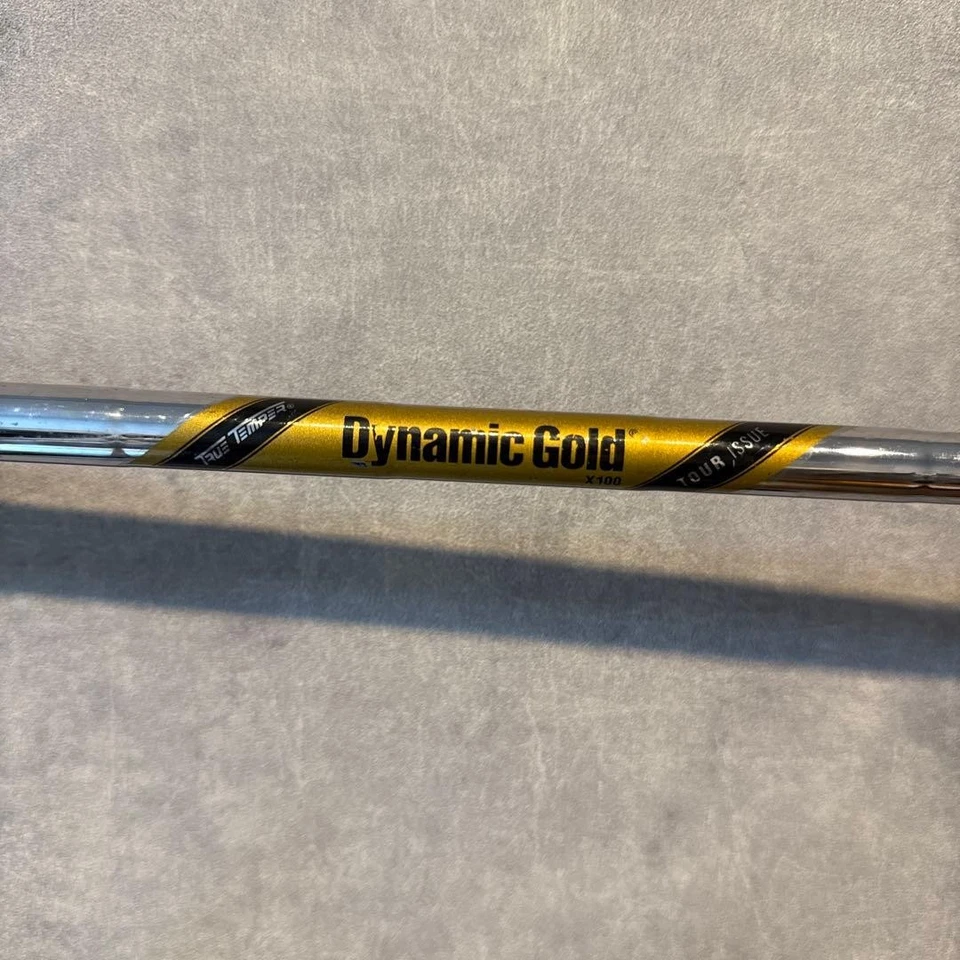 TRUE TEMPER®
Dynamic Gold®
X100
TOUR ISSUE